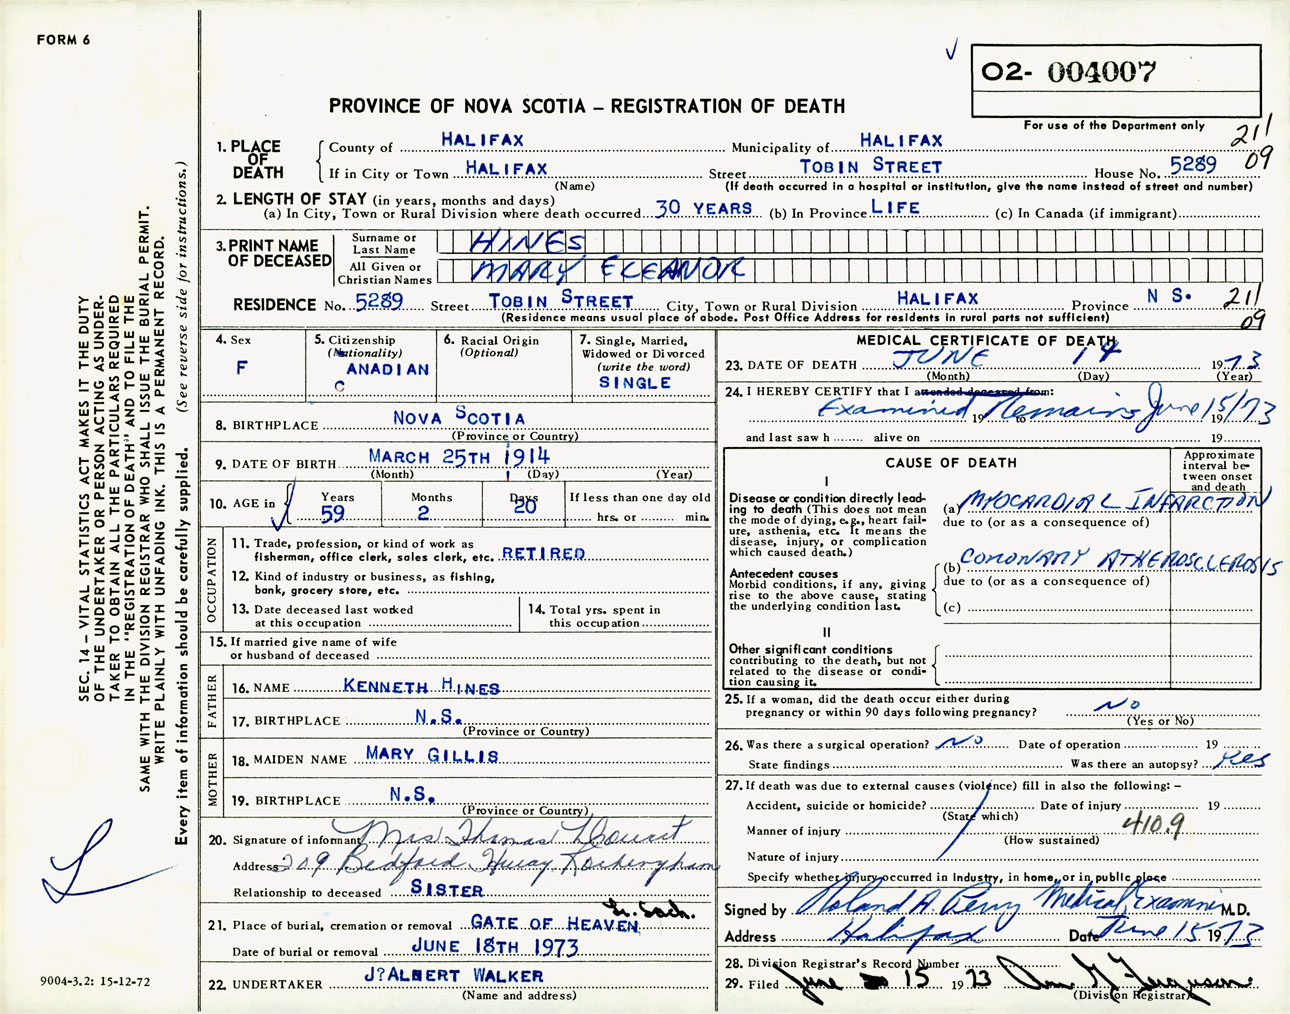 FORM 6
O2- 004007
PROVINCE OF NOVA SCOTIA – REGISTRATION OF DEATH
For use of the Department only
211
09
1. PLACE OF DEATH
County of HALIFAX Municipality of HALIFAX
If in City or Town HALIFAX Street TOBIN STREET House No. 5289
(Name) (If death occurred in a hospital or institution, give the name instead of street and number)
2. LENGTH OF STAY (in years, months and days)
(a) In City, Town or Rural Division where death occurred 30 YEARS (b) In Province LIFE (c) In Canada (if immigrant)
3. PRINT NAME OF DECEASED
Surname or Last Name HINES
All Given or Christian Names MARY ELEANOR
RESIDENCE No. 5289 Street TOBIN STREET City, Town or Rural Division HALIFAX Province N S.
211
09
(Residence means usual place of abode. Post Office Address for residents in rural parts not sufficient)
4. Sex
F
5. Citizenship
(Nationality)
CANADIAN
6. Racial Origin
(Optional)
7. Single, Married,
Widowed or Divorced
(write the word)
SINGLE
8. BIRTHPLACE NOVA SCOTIA
(Province or Country)
9. DATE OF BIRTH MARCH 25TH 1914
(Month) (Day) (Year)
10. AGE in Years 59 Months 2 Days 20 If less than one day old
hrs. or min.
OCCUPATION
11. Trade, profession, or kind of work as
fisherman, office clerk, sales clerk, etc. RETIRED
12. Kind of industry or business, as fishing,
bank, grocery store, etc.
13. Date deceased last worked
at this occupation
14. Total yrs. spent in
this occupation
15. If married give name of wife
or husband of deceased
FATHER
16. NAME KENNETH HINES
17. BIRTHPLACE N.S.
(Province or Country)
MOTHER
18. MAIDEN NAME MARY GILLIS
19. BIRTHPLACE N.S.
(Province or Country)
20. Signature of informant Mrs Thomas
Address 209 Bedford Hway Rockingham
Relationship to deceased SISTER
21. Place of burial, cremation or removal GATE OF HEAVEN Lr. Sack.
Date of burial or removal JUNE 18TH 1973
22. UNDERTAKER J?ALBERT WALKER
(Name and address)
MEDICAL CERTIFICATE OF DEATH
23. DATE OF DEATH JUNE 14 1973
(Month) (Day) (Year)
24. I HEREBY CERTIFY that I attended deceased from:
Examined 19 to Remains June 15/ 19 73
and last saw h alive on 19
CAUSE OF DEATH
Approximate
interval be-
tween onset
and death
I
Disease or condition directly lead-
ing to death (This does not mean
the mode of dying, e.g., heart fail-
ure, asthenia, etc. It means the
disease, injury, or complication
which caused death.)
(a) MYOCARDIAL INFARCTION
due to (or as a consequence of)
Antecedent causes
Morbid conditions, if any, giving
rise to the above cause, stating
the underlying condition last.
(b) CORONARY ATHEROSCLEROSIS
due to (or as a consequence of)
(c)
II
Other significant conditions
contributing to the death, but not
related to the disease or condi-
tion causing it.
25. If a woman, did the death occur either during
pregnancy or within 90 days following pregnancy? No
(Yes or No)
26. Was there a surgical operation? No Date of operation 19
State findings Was there an autopsy? Yes
27. If death was due to external causes (violence) fill in also the following: –
Accident, suicide or homicide? Date of injury 19
(State which)
Manner of injury 410.9
(How sustained)
Nature of injury
Specify whether injury occurred in Industry, in home, or in public place
Signed by Roland A. Perry Medical Examiner M.D.
Address Halifax Date June 15 1973
28. Division Registrar's Record Number
29. Filed June 15 1973
(Division Registrar)
SEC. 14 – VITAL STATISTICS ACT MAKES IT THE DUTY
OF THE UNDERTAKER OR PERSON ACTING AS UNDER-
TAKER TO OBTAIN ALL THE PARTICULARS REQUIRED
IN THE "REGISTRATION OF DEATH" AND TO FILE THE
SAME WITH THE DIVISION REGISTRAR WHO SHALL ISSUE THE BURIAL PERMIT.
WRITE PLAINLY WITH UNFADING INK. THIS IS A PERMANENT RECORD.
Every item of information should be carefully supplied. (See reverse side for instructions.)
9004-3.2: 15-12-72